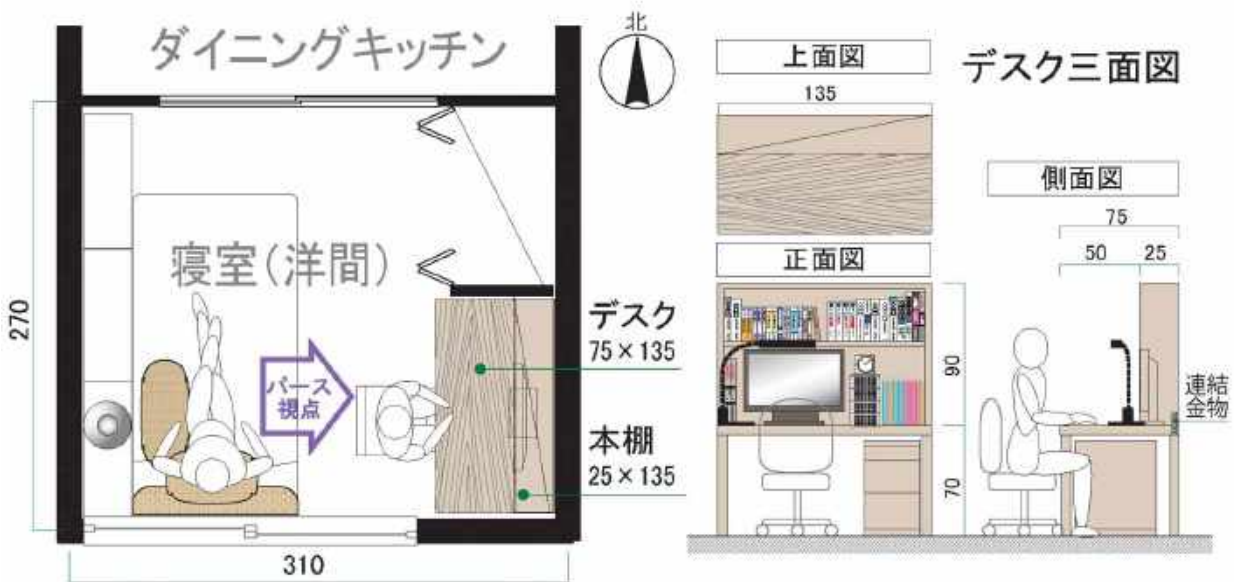 ダイニングキッチン
北
寝室(洋間)
パース
視点
270
310
デスク
75×135
本棚
25×135
デスク三面図
上面図
135
正面図
90
70
側面図
75
50
25
連結
金物